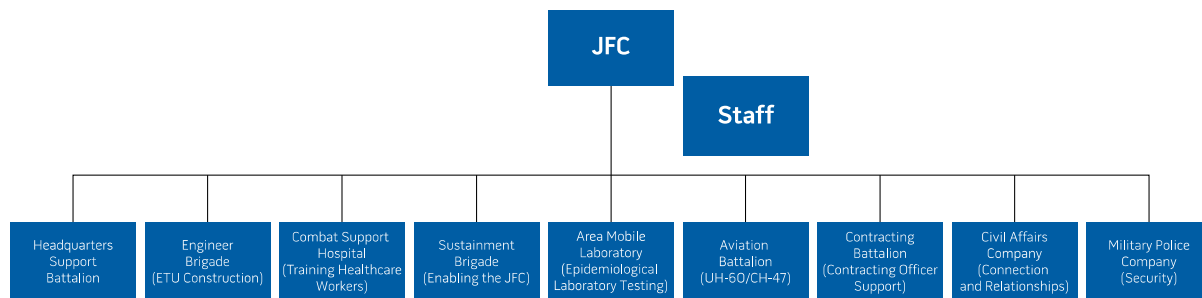 JFC
Staff
Headquarters
Support
Battalion
Engineer
Brigade
(ETU Construction)
Combat Support
Hospital
(Training Healthcare
Workers)
Sustainment
Brigade
(Enabling the JFC)
Area Mobile
Laboratory
(Epidemiological
Laboratory Testing)
Aviation
Battalion
(UH-60/CH-47)
Contracting
Battalion
(Contracting Officer
Support)
Civil Affairs
Company
(Connection
and Relationships)
Military Police
Company
(Security)